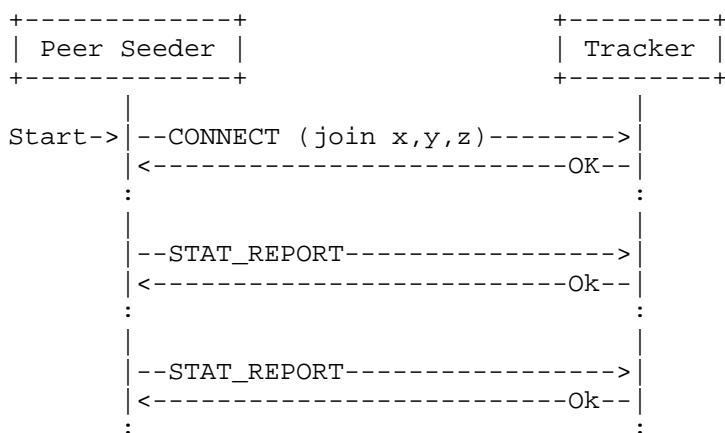 +-------------+                    +---------+
| Peer Seeder |                    | Tracker |
+-------------+                    +---------+
       |                                |
Start->|--CONNECT (join x,y,z)-------->|
       |<--------------------------OK--|
       :                                :
       |                                |
       |--STAT_REPORT----------------->|
       |<--------------------------Ok--|
       :                                :
       |                                |
       |--STAT_REPORT----------------->|
       |<--------------------------Ok--|
       :                                :